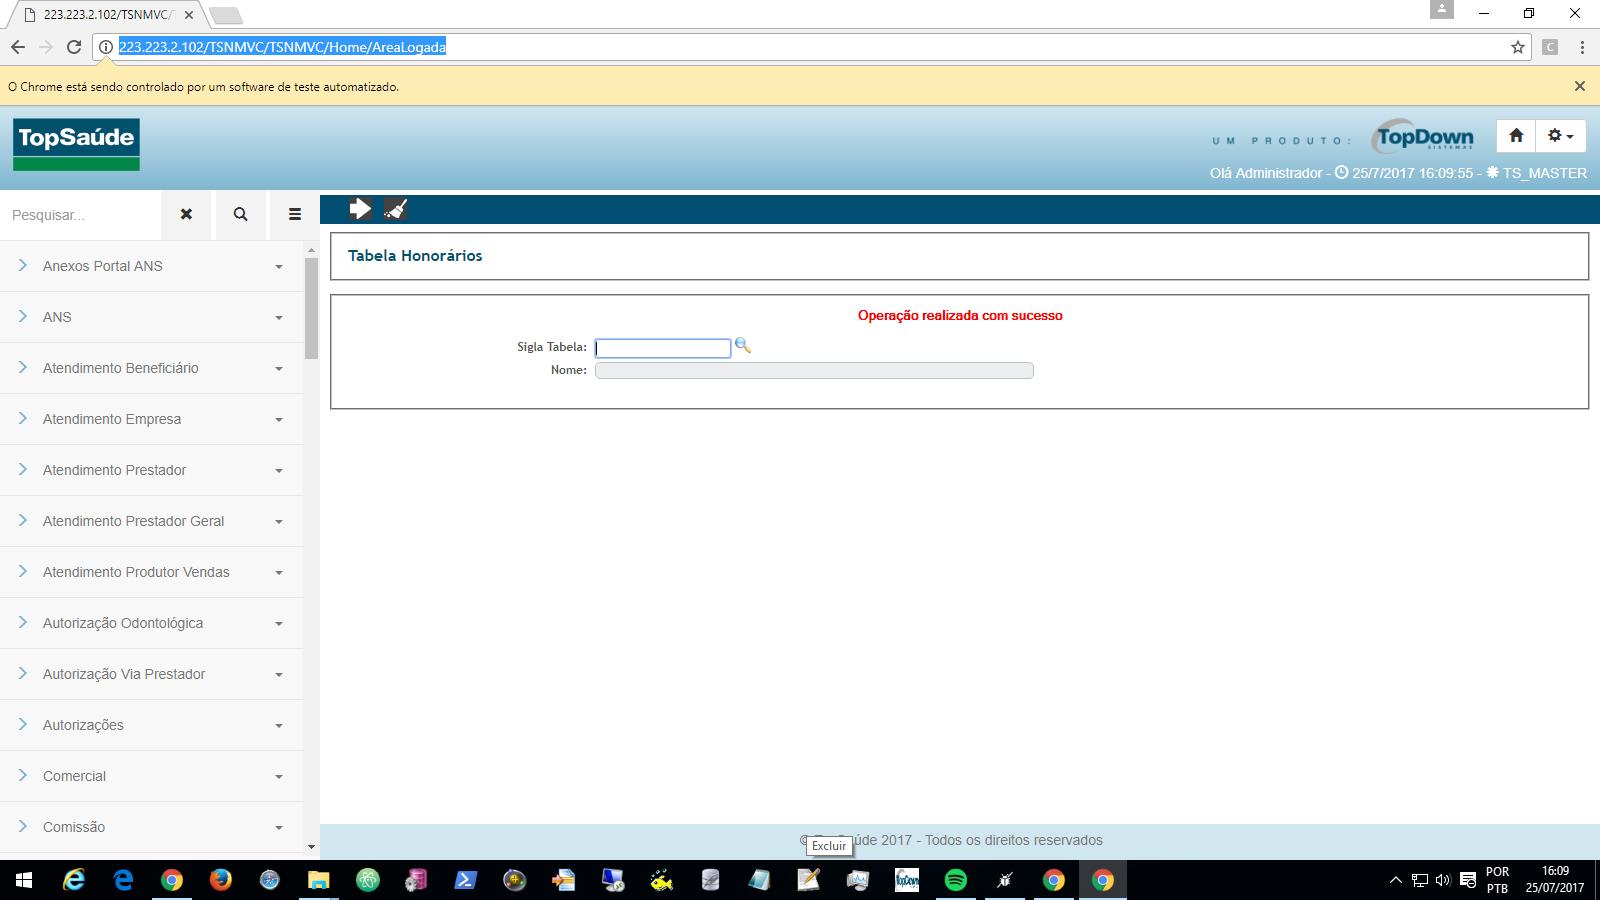 223.223.2.102/TSNMVC/T
223.223.2.102/TSNMVC/TSNMVC/Home/AreaLogada
O Chrome está sendo controlado por um software de teste automatizado.
TopSaúde
UM PRODUTO:
TopDown
SISTEMAS
Olá Administrador - 25/7/2017 16:09:55 - TS_MASTER
Pesquisar...
Tabela Honorários
Operação realizada com sucesso
Sigla Tabela:
Nome:
Anexos Portal ANS
ANS
Atendimento Beneficiário
Atendimento Empresa
Atendimento Prestador
Atendimento Prestador Geral
Atendimento Produtor Vendas
Autorização Odontológica
Autorização Via Prestador
Autorizações
Comercial
Comissão
© TopSaúde 2017 - Todos os direitos reservados
Excluir
TopDown
POR
PTB
16:09
25/07/2017